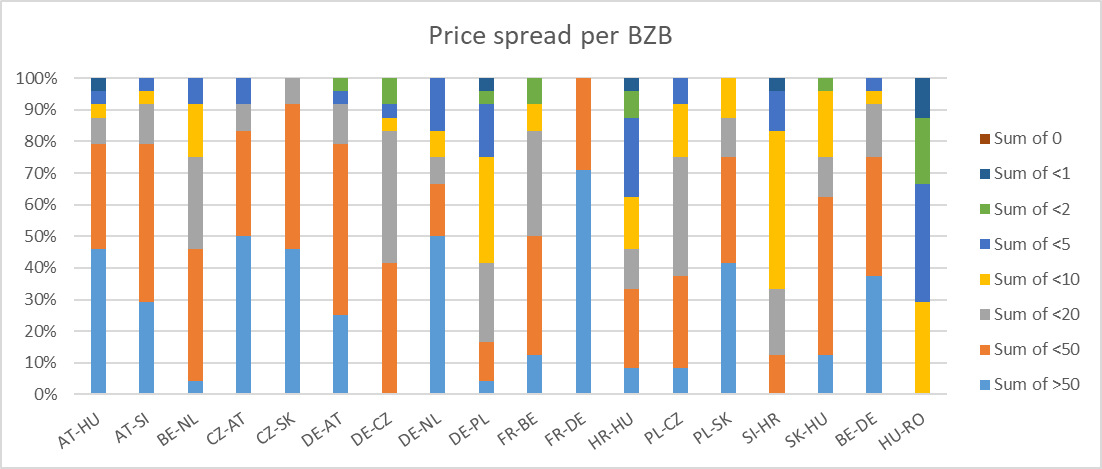 Price spread per BZB
100%
90%
80%
70%
60%
50%
40%
30%
20%
10%
0%
AT-HU
AT-SI
BE-NL
CZ-AT
CZ-SK
DE-AT
DE-CZ
DE-NL
DE-PL
FR-BE
FR-DE
HR-HU
PL-CZ
PL-SK
SI-HR
SK-HU
BE-DE
HU-RO
Sum of 0
Sum of <1
Sum of <2
Sum of <5
Sum of <10
Sum of <20
Sum of <50
Sum of >50